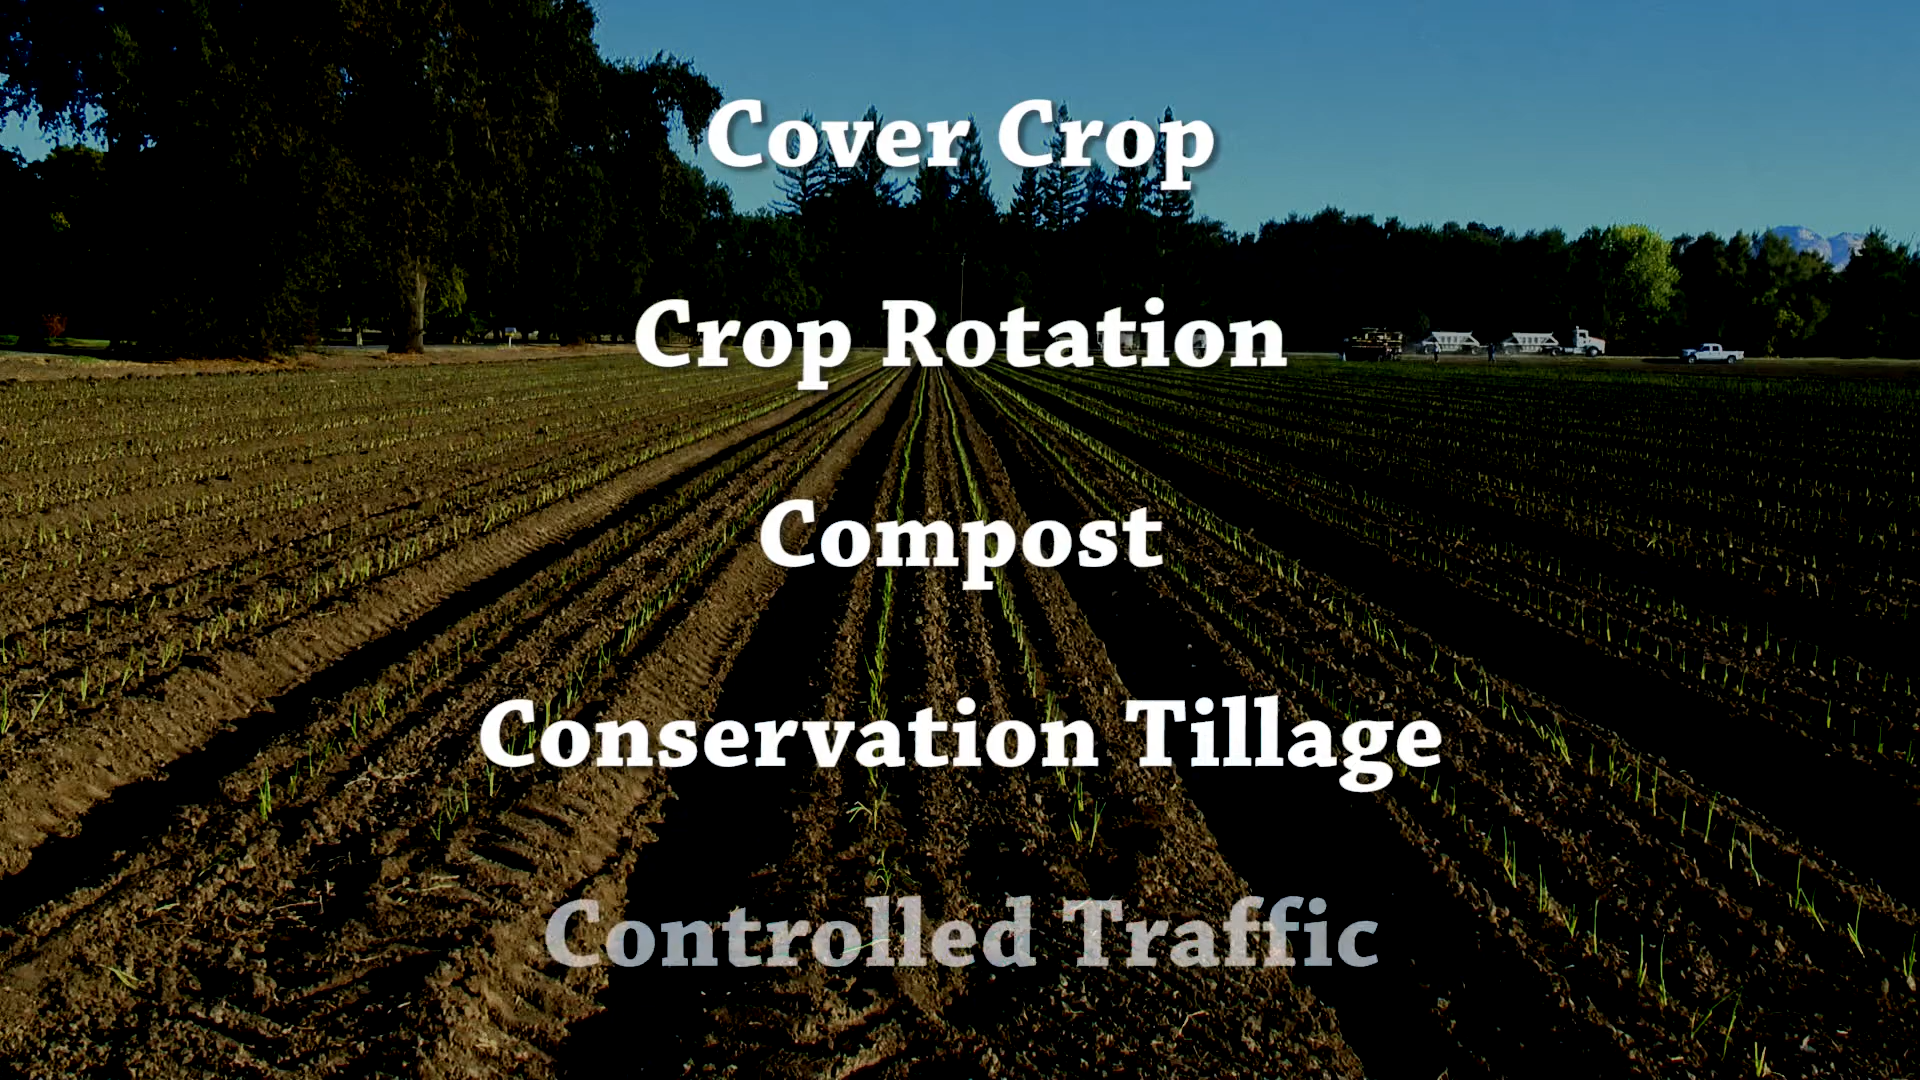 Cover Crop
Crop Rotation
Compost
Conservation Tillage
Controlled Traffic